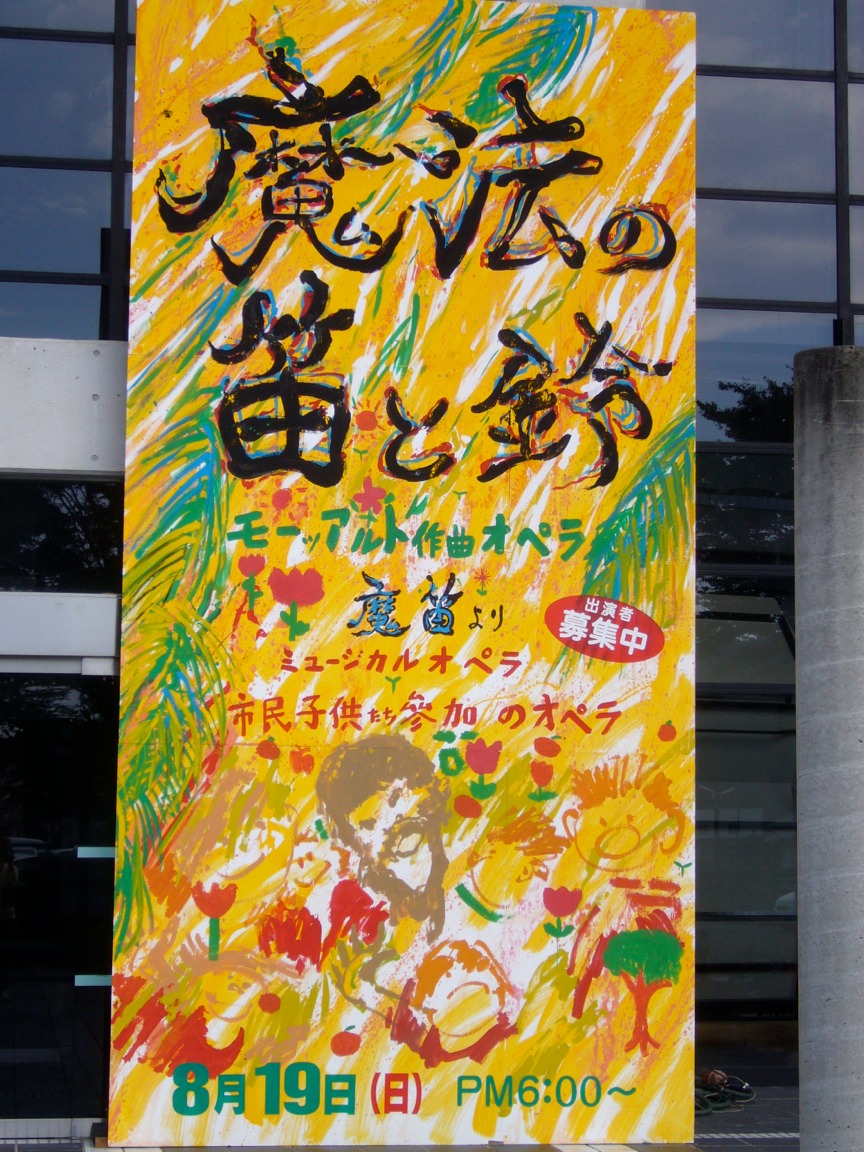 魔法の
笛と鈴
モーツアルト作曲オペラ
魔笛より
出演者
募集中
ミュージカルオペラ
市民子供たち参加のオペラ
8月19日(日) PM6:00～